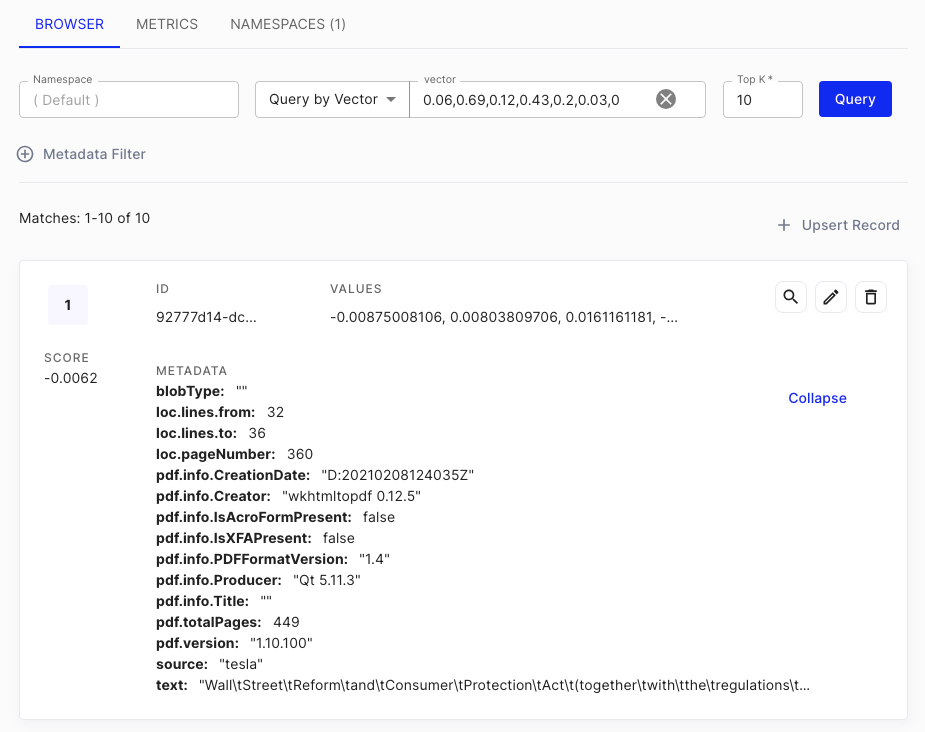 BROWSER METRICS NAMESPACES (1)
Namespace vector Top K *
( Default ) Query by Vector 0.06,0.69,0.12,0.43,0.2,0.03,0 10 Query
Metadata Filter
Matches: 1-10 of 10
Upsert Record
1
ID VALUES
92777d14-dc... -0.00875008106, 0.00803809706, 0.0161161181, -...
SCORE
-0.0062
METADATA
blobType: ""
Collapse
loc.lines.from: 32
loc.lines.to: 36
loc.pageNumber: 360
pdf.info.CreationDate: "D:20210208124035Z"
pdf.info.Creator: "wkhtmltopdf 0.12.5"
pdf.info.IsAcroFormPresent: false
pdf.info.IsXFAPresent: false
pdf.info.PDFFormatVersion: "1.4"
pdf.info.Producer: "Qt 5.11.3"
pdf.info.Title: ""
pdf.totalPages: 449
pdf.version: "1.10.100"
source: "tesla"
text: "Wall\tStreet\tReform\tand\tConsumer\tProtection\tAct\t(together\twith\tthe\tregulations\t...